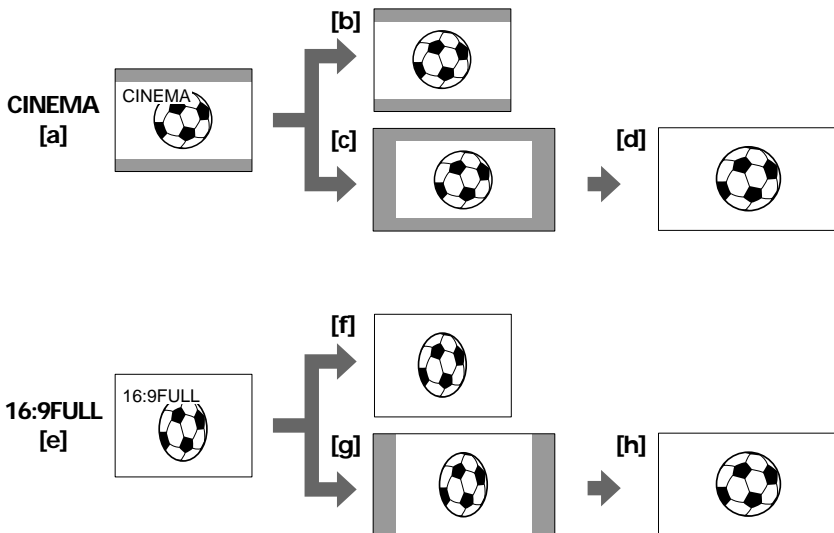 [b]
CINEMA
CINEMA
[a]
[c]
[d]
[f]
16:9FULL
16:9FULL
[e]
[g]
[h]